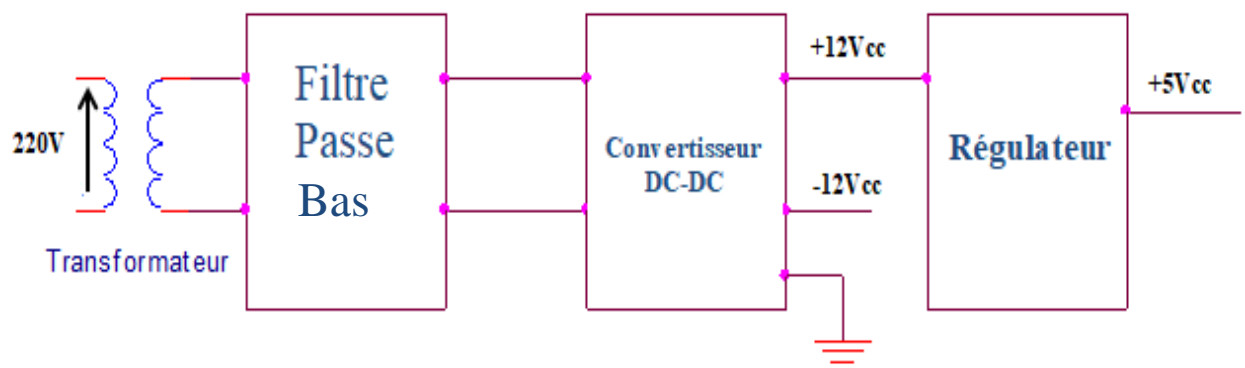 220V
Transformateur
Filtre
Passe
Bas
Convertisseur
DC-DC
+12Vcc
-12Vcc
Régulateur
+5Vcc